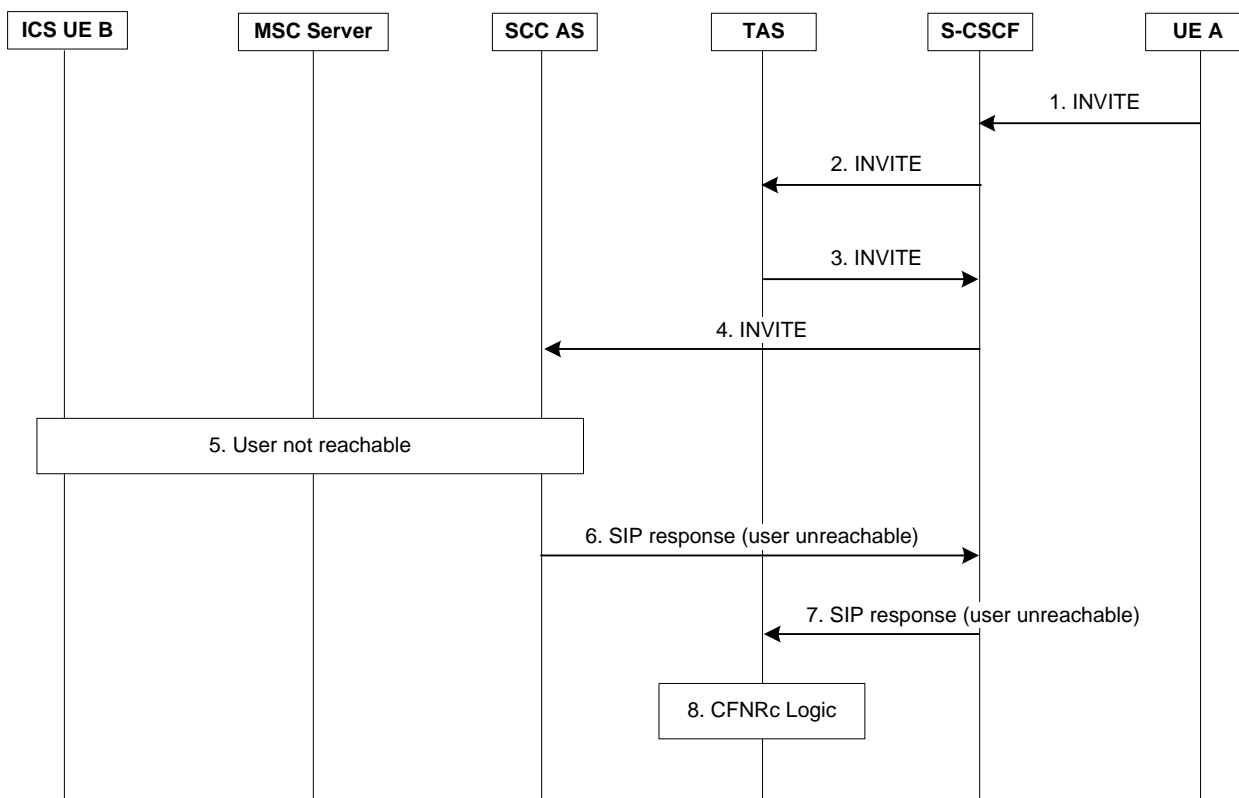 ICS UE B
MSC Server
SCC AS
TAS
S-CSCF
UE A
1. INVITE
2. INVITE
3. INVITE
4. INVITE
5. User not reachable
6. SIP response (user unreachable)
7. SIP response (user unreachable)
8. CFNRc Logic